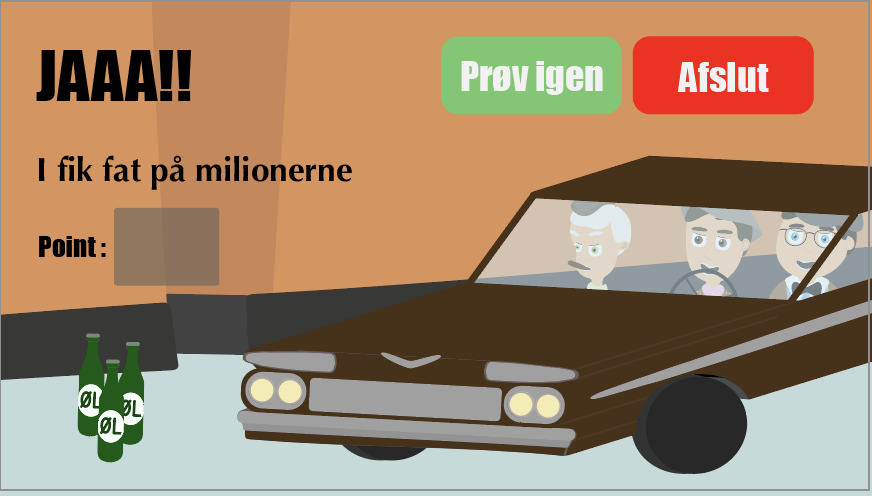 JAAA!!
Prøv igen
Afslut
I fik fat på milionerne
Point :
ØL
ØL
ØL